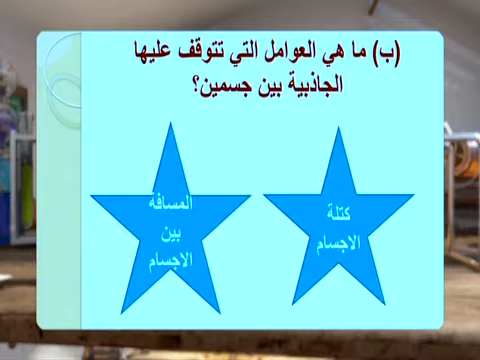 (ب) ما هي العوامل التي تتوقف عليها
الجاذبية بين جسمين؟
كتلة
الاجسام
المسافة
بين
الاجسام